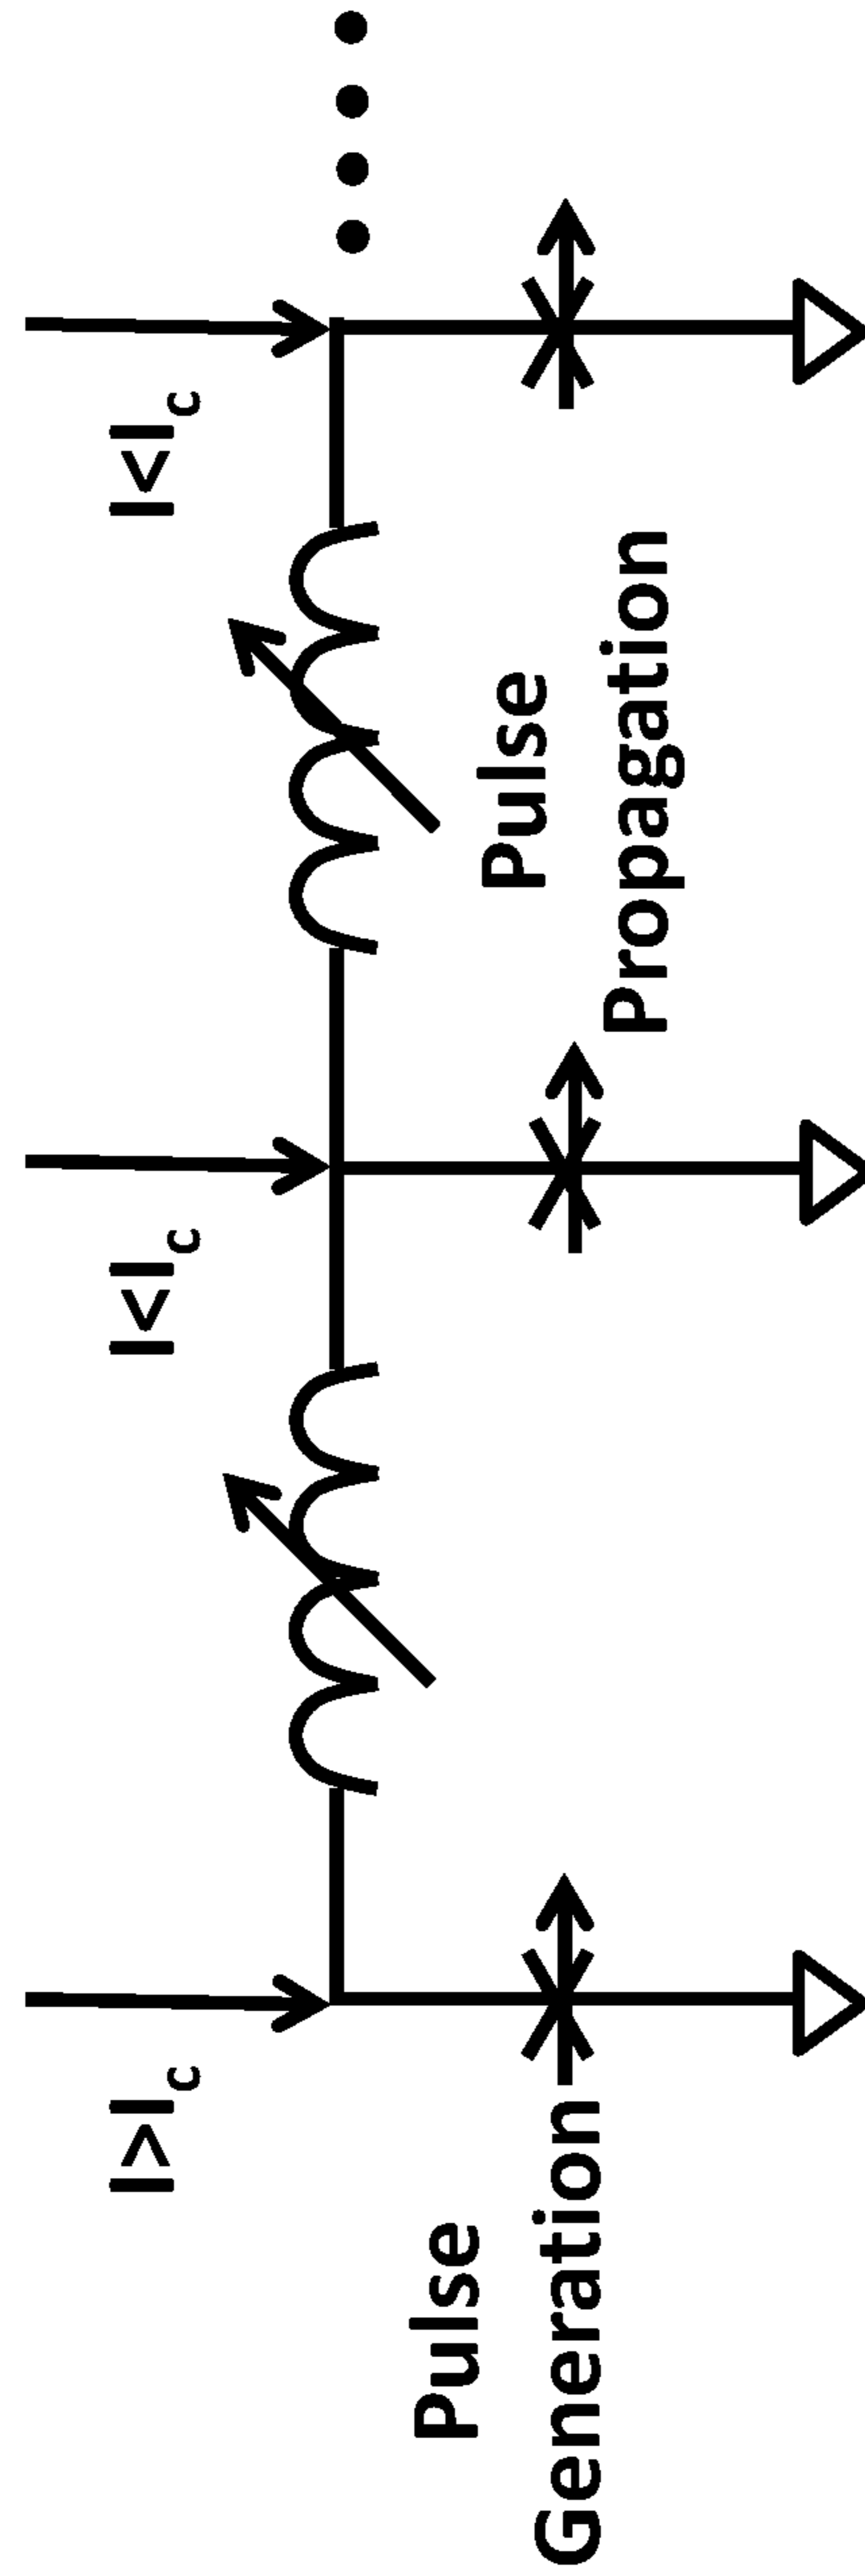 I>I_c
I<I_c
I<I_c
Pulse
Generation
Pulse
Propagation